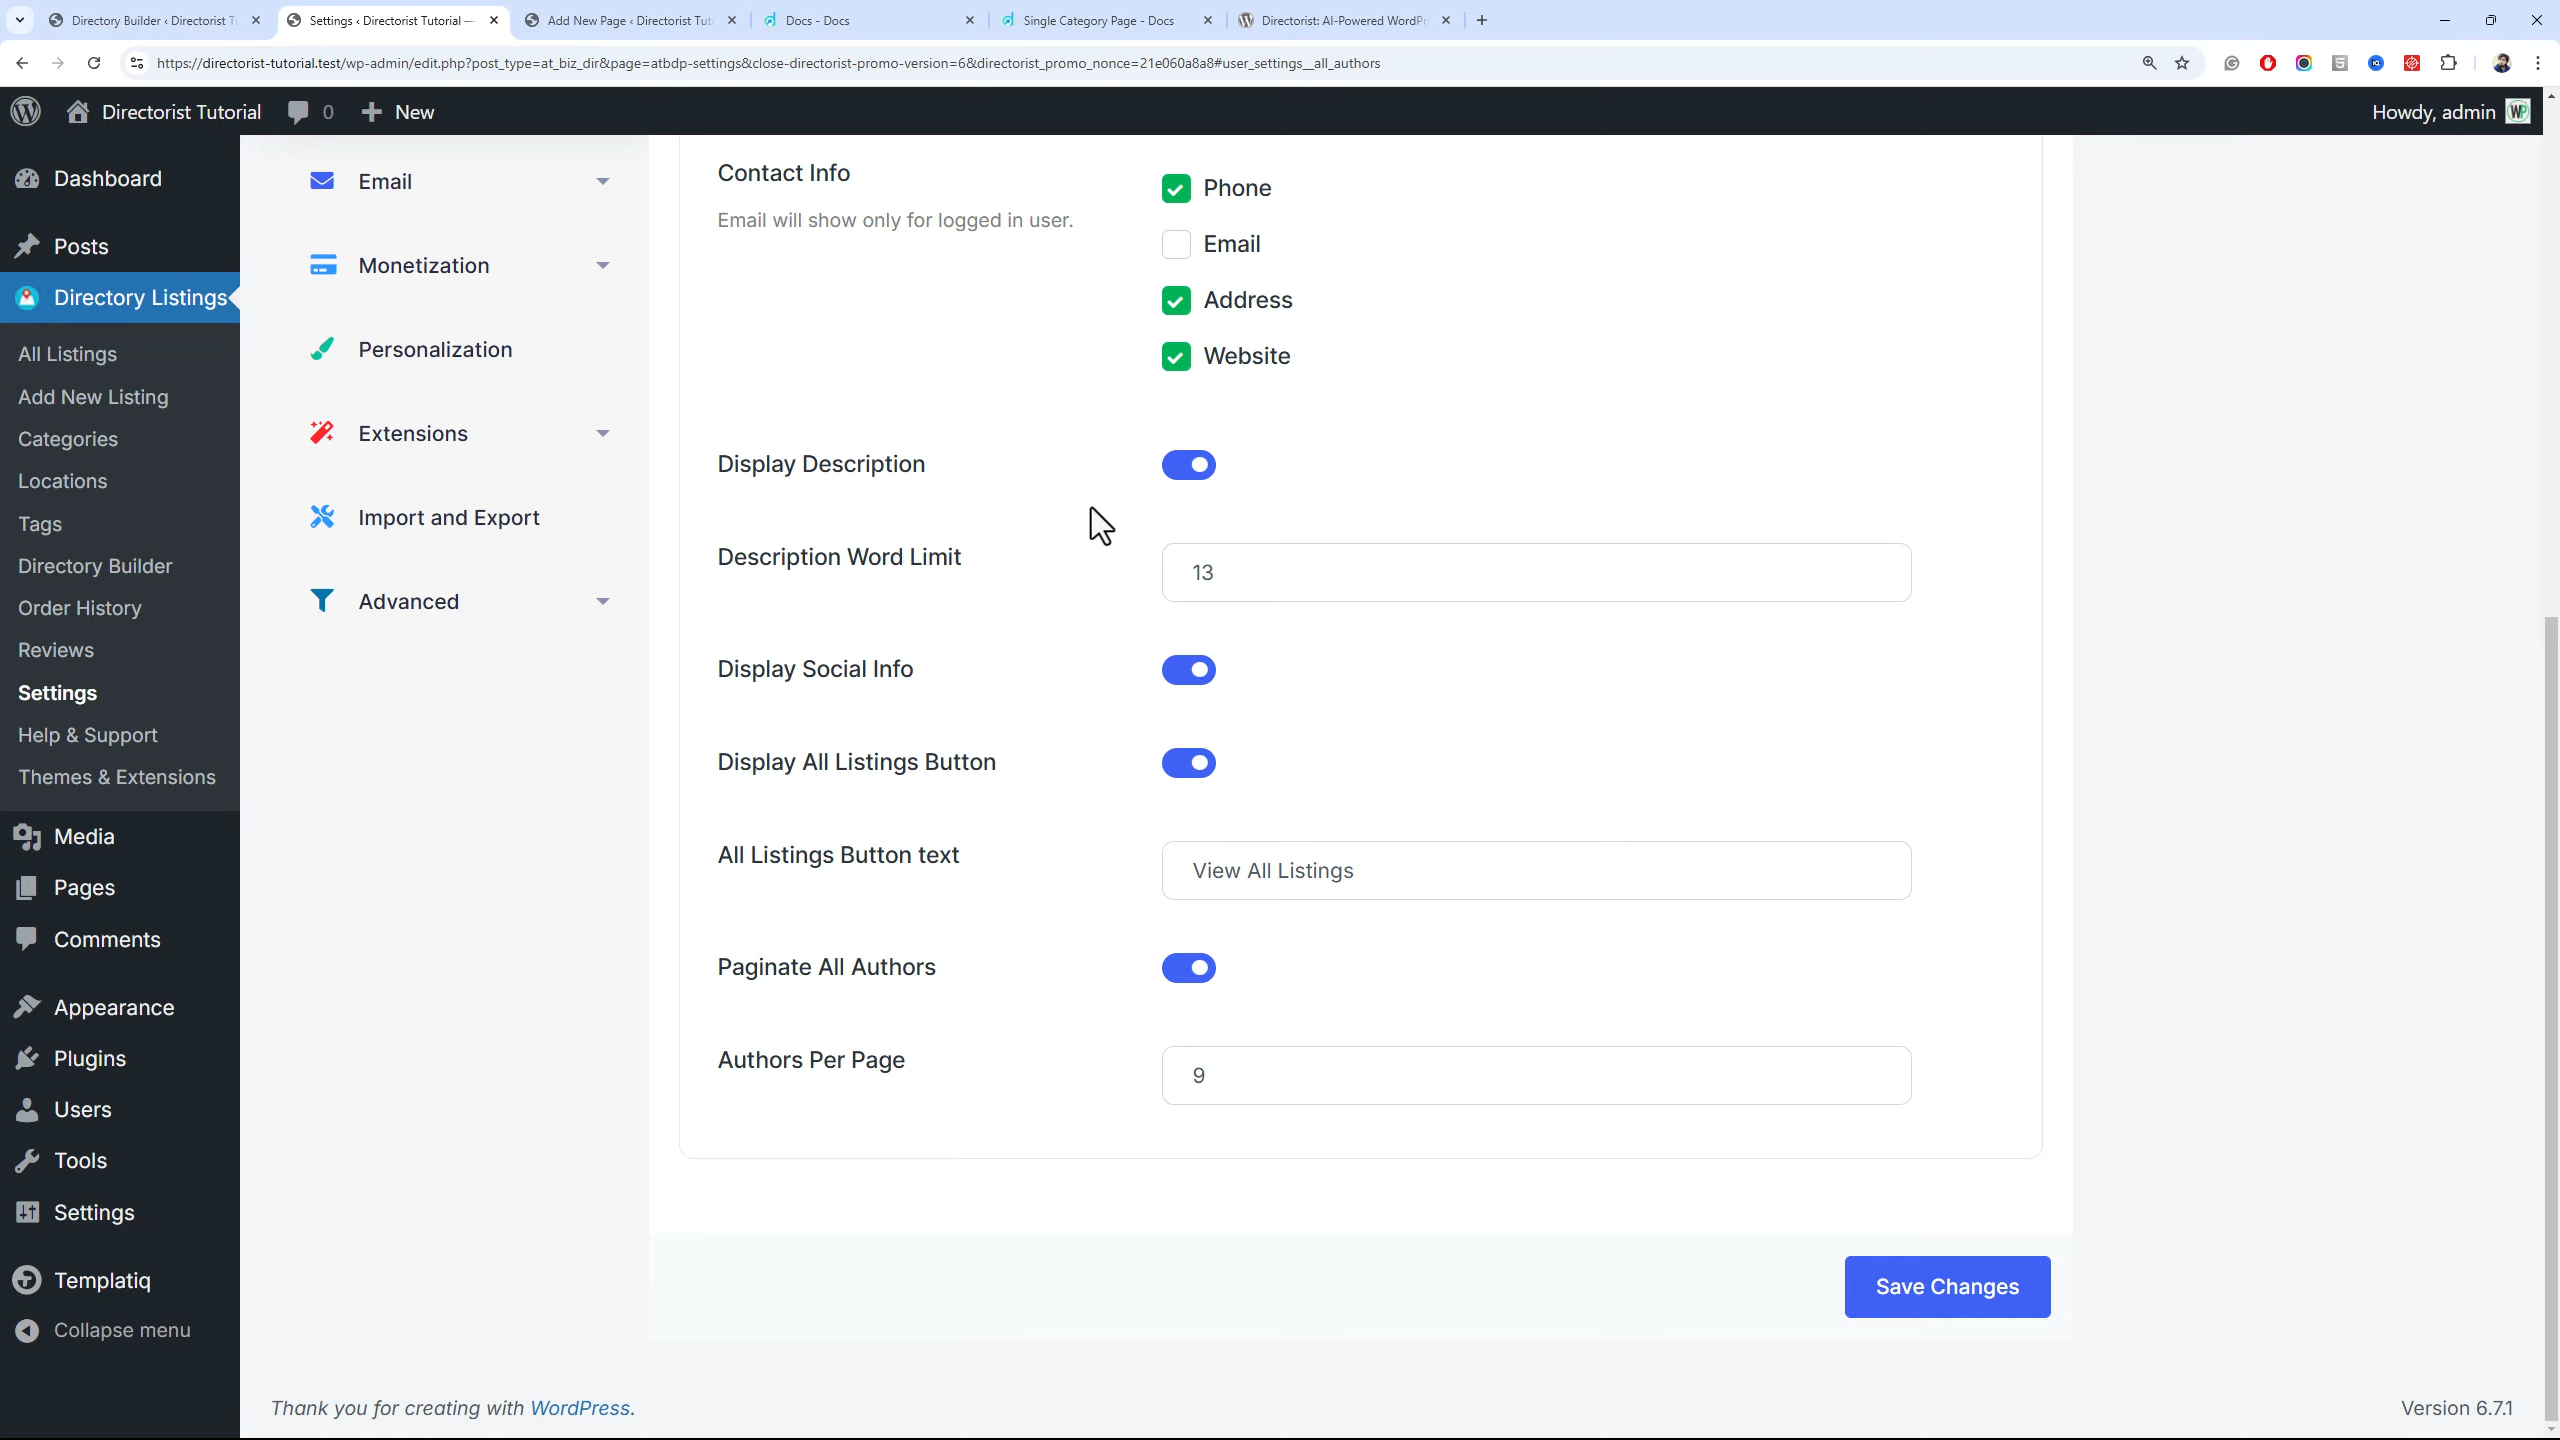 Directory Builder ‹ Directorist T
Settings ‹ Directorist Tutorial —
Add New Page ‹ Directorist Tut
Docs - Docs
Single Category Page - Docs
Directorist: AI-Powered WordPr
https://directorist-tutorial.test/wp-admin/edit.php?post_type=at_biz_dir&page=atbdp-settings&close-directorist-promo-version=6&directorist_promo_nonce=21e060a8a8#user_settings__all_authors
Directorist Tutorial
0
New
Howdy, admin
Dashboard
Posts
Directory Listings
All Listings
Add New Listing
Categories
Locations
Tags
Directory Builder
Order History
Reviews
Settings
Help & Support
Themes & Extensions
Media
Pages
Comments
Appearance
Plugins
Users
Tools
Settings
Templatiq
Collapse menu
Email
Monetization
Personalization
Extensions
Import and Export
Advanced
Contact Info
Email will show only for logged in user.
Phone
Email
Address
Website
Display Description
Description Word Limit
13
Display Social Info
Display All Listings Button
All Listings Button text
View All Listings
Paginate All Authors
Authors Per Page
9
Save Changes
Thank you for creating with WordPress.
Version 6.7.1